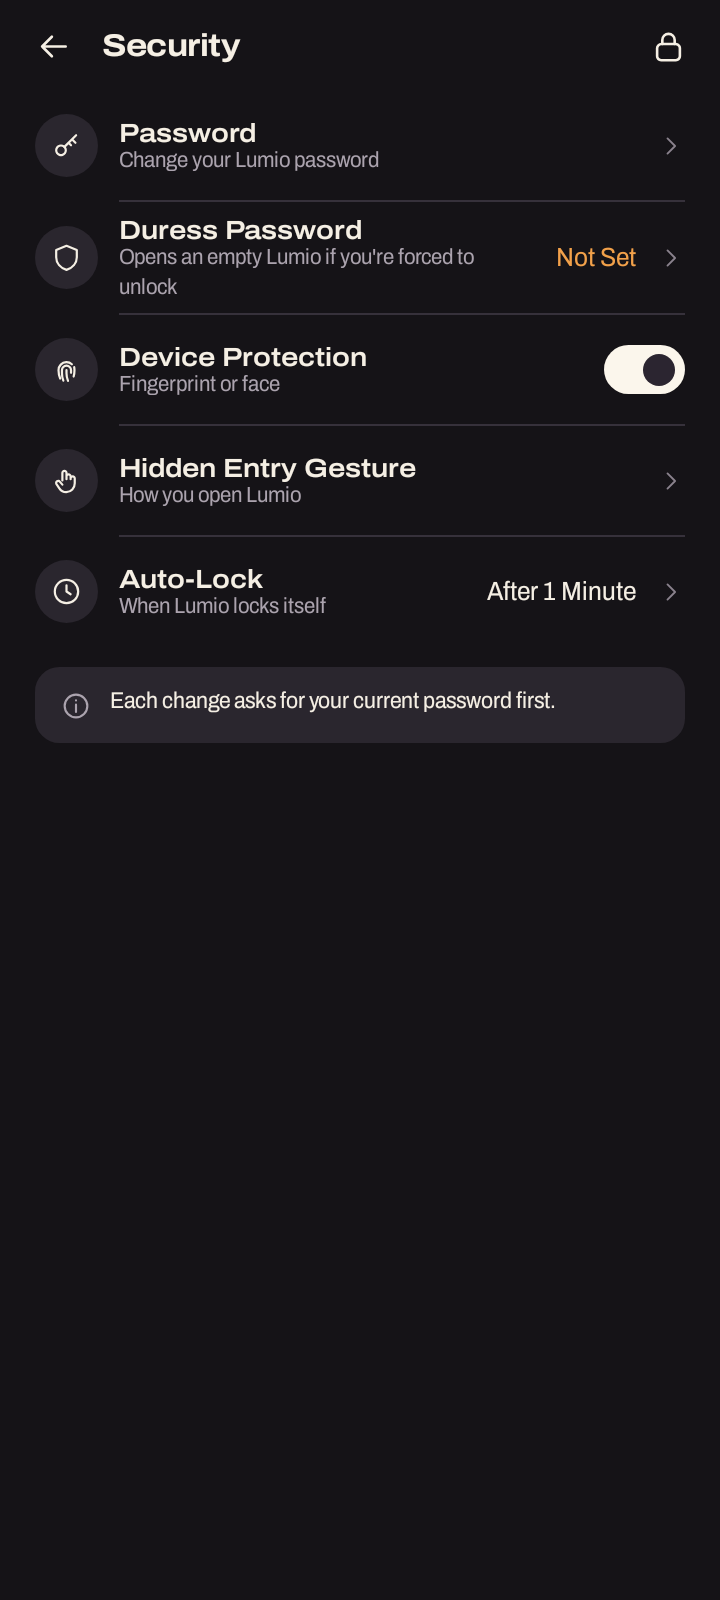 Security
Password
Change your Lumio password
Duress Password
Opens an empty Lumio if you're forced to
unlock
Not Set
Device Protection
Fingerprint or face
Hidden Entry Gesture
How you open Lumio
Auto-Lock
When Lumio locks itself
After 1 Minute
Each change asks for your current password first.